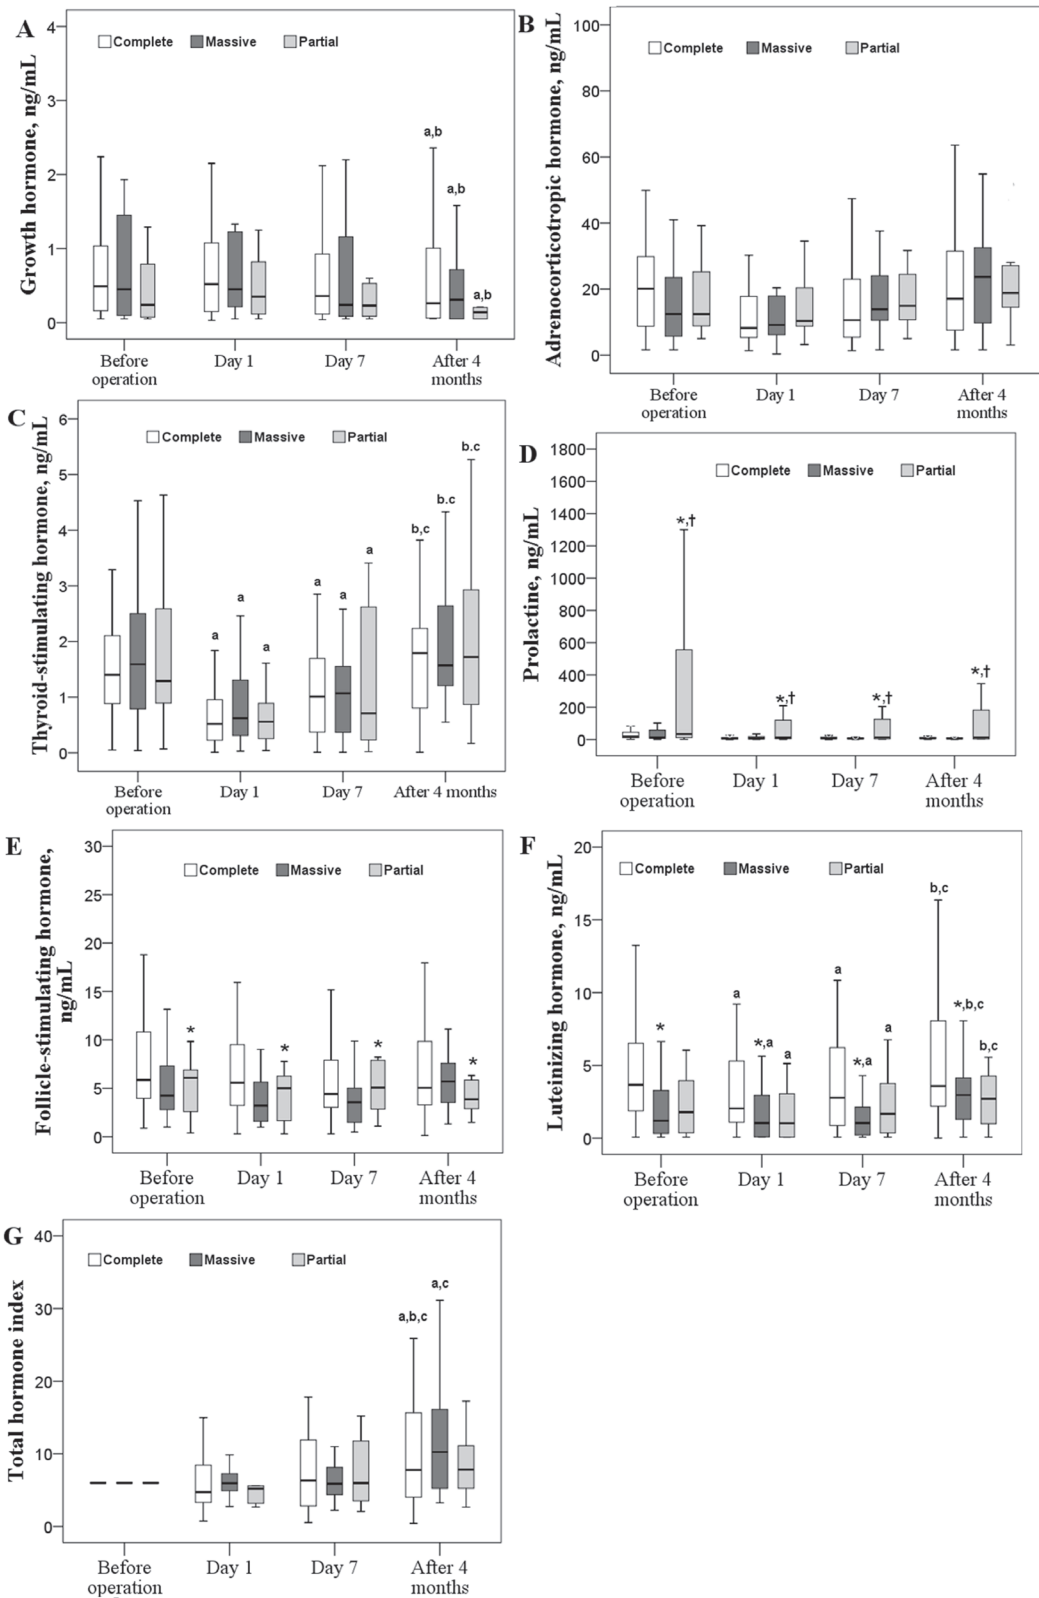 A
Growth hormone, ng/mL
Complete Massive Partial
4
3
2
1
0
a,b
a,b
a,b
Before operation
Day 1
Day 7
After 4 months
B
Adrenocorticotropic hormone, ng/mL
Complete Massive Partial
100
80
60
40
20
0
Before operation
Day 1
Day 7
After 4 months
C
Thyroid-stimulating hormone, ng/mL
Complete Massive Partial
6
5
4
3
2
1
0
a
a
a
a
a
a
b,c
b.c
b.c
Before operation
Day 1
Day 7
After 4 months
D
Prolactine, ng/mL
Complete Massive Partial
1800
1600
1400
1200
1000
800
600
400
200
0
*,†
*,†
*,†
*,†
Before operation
Day 1
Day 7
After 4 months
E
Follicle-stimulating hormone,
ng/mL
Complete Massive Partial
30
25
20
15
10
5
0
*
*
*
*
Before operation
Day 1
Day 7
After 4 months
F
Luteinizing hormone, ng/mL
Complete Massive Partial
20
15
10
5
0
*
a
*,a
a
a
*,a
a
b,c
*,b,c
b,c
Before operation
Day 1
Day 7
After 4 months
G
Total hormone index
Complete Massive Partial
40
30
20
10
0
a,b,c
a,c
Before operation
Day 1
Day 7
After 4 months